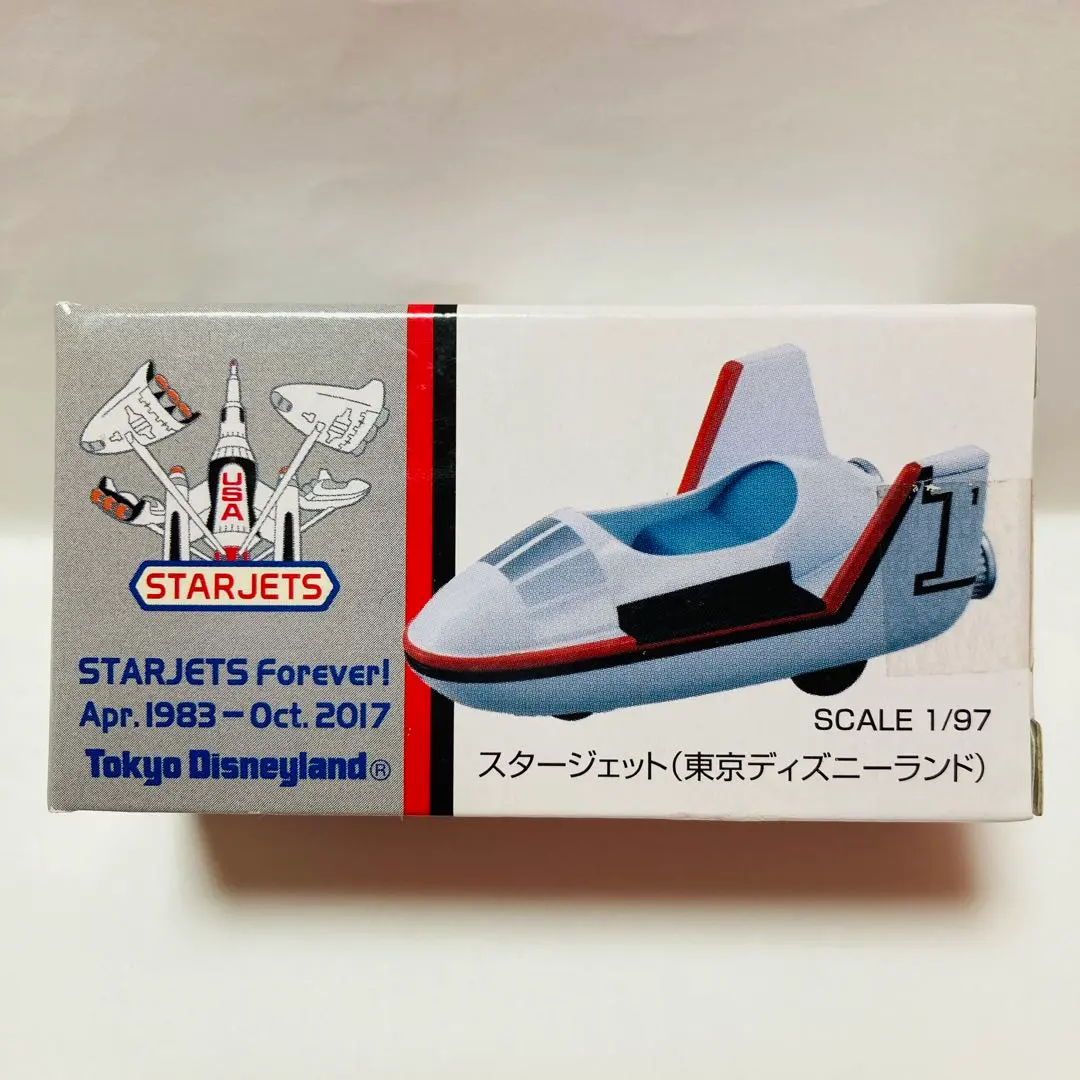 USA
STARJETS
STARJETS Forever!
Apr. 1983 – Oct. 2017
Tokyo Disneyland®
1
SCALE 1/97
スタージェット(東京ディズニーランド)